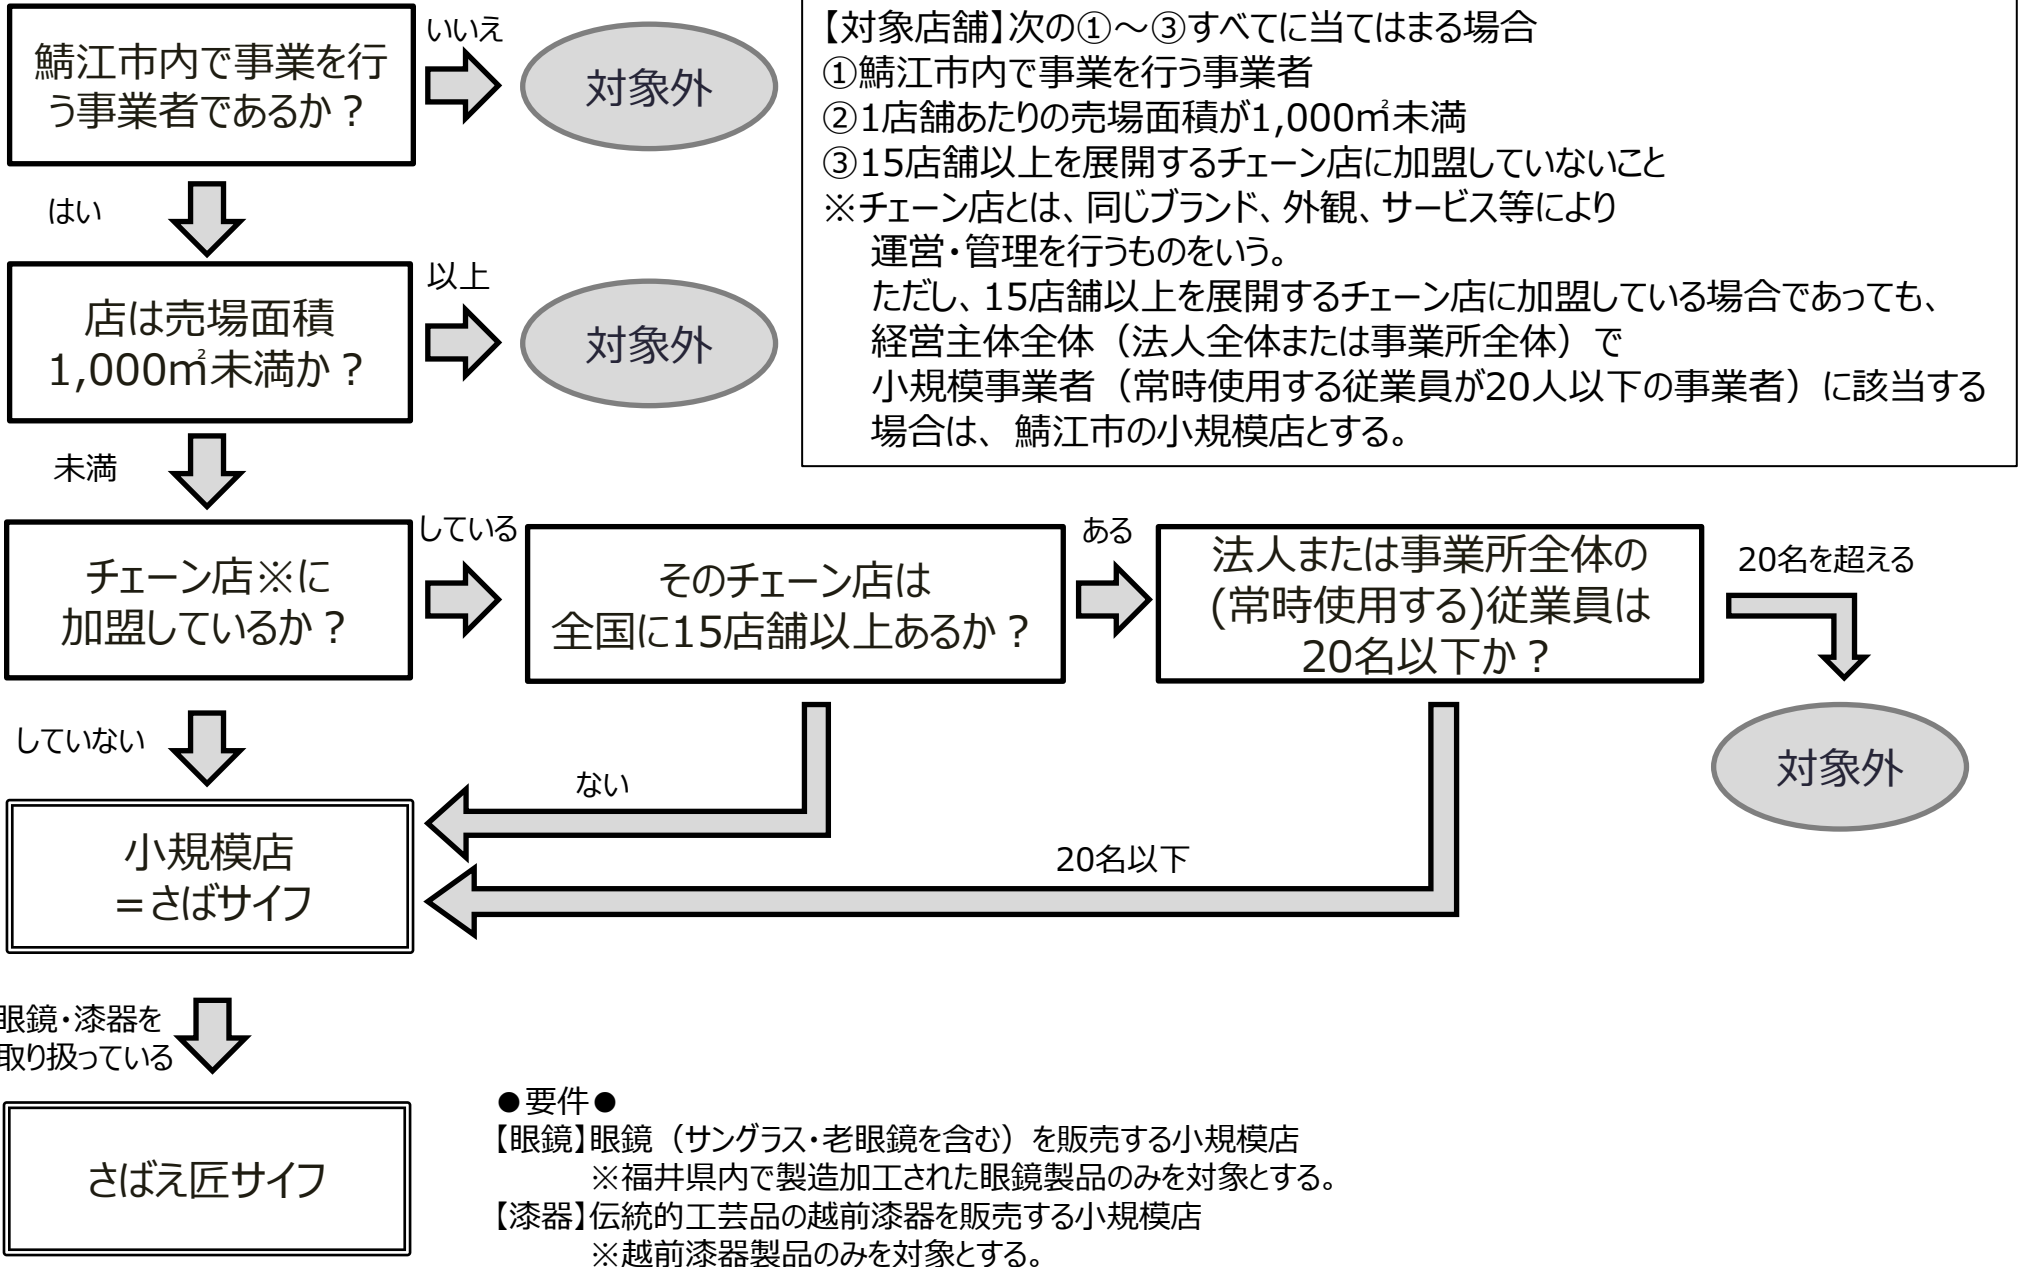 鯖江市内で事業を行
う事業者であるか？
いいえ
対象外
【対象店舗】次の①～③すべてに当てはまる場合
①鯖江市内で事業を行う事業者
②1店舗あたりの売場面積が1,000㎡未満
③15店舗以上を展開するチェーン店に加盟していないこと
※チェーン店とは、同じブランド、外観、サービス等により
運営・管理を行うものをいう。
ただし、15店舗以上を展開するチェーン店に加盟している場合であっても、
経営主体全体（法人全体または事業所全体）で
小規模事業者（常時使用する従業員が20人以下の事業者）に該当する
場合は、鯖江市の小規模店とする。
はい
店は売場面積
1,000㎡未満か？
以上
対象外
未満
チェーン店※に
加盟しているか？
している
そのチェーン店は
全国に15店舗以上あるか？
ある
法人または事業所全体の
(常時使用する)従業員は
20名以下か？
20名を超える
対象外
していない
ない
20名以下
小規模店
＝さばサイフ
眼鏡・漆器を
取り扱っている
さばえ匠サイフ
●要件●
【眼鏡】眼鏡（サングラス・老眼鏡を含む）を販売する小規模店
※福井県内で製造加工された眼鏡製品のみを対象とする。
【漆器】伝統的工芸品の越前漆器を販売する小規模店
※越前漆器製品のみを対象とする。